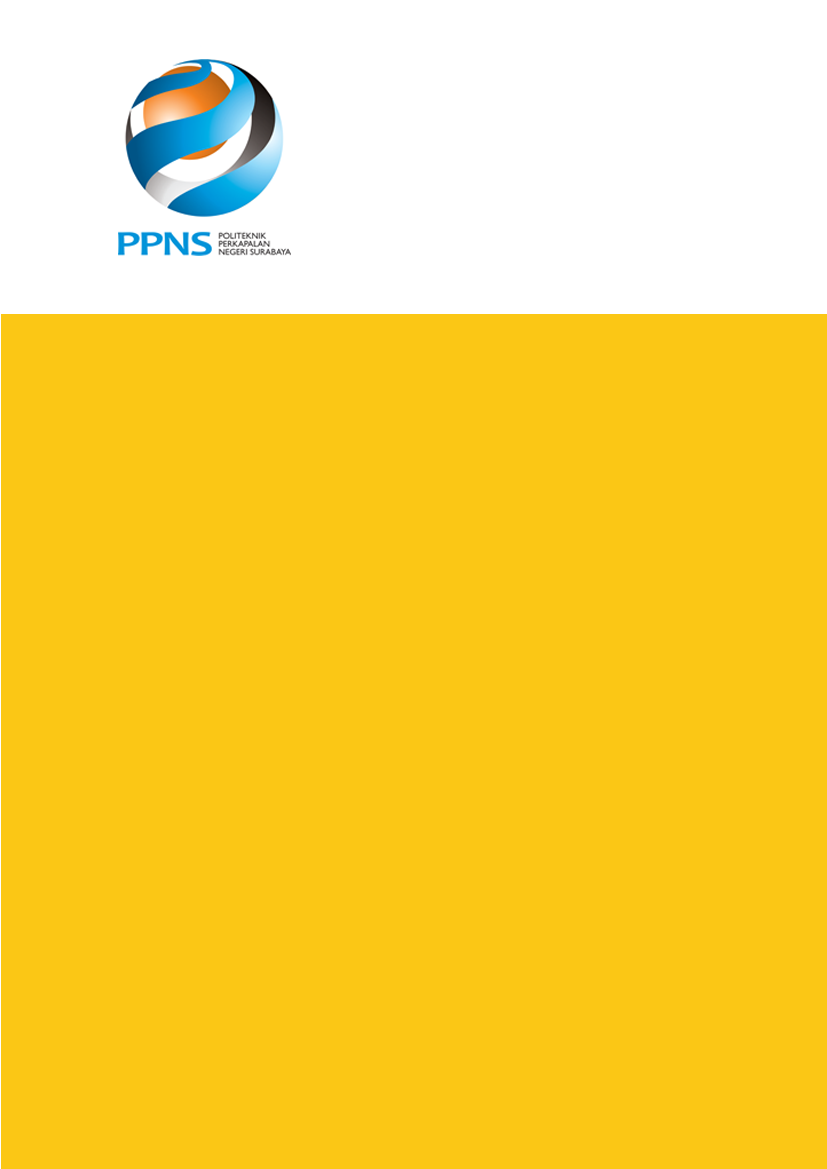 PPNS
POLITEKNIK
PERKAPALAN
NEGERI SURABAYA